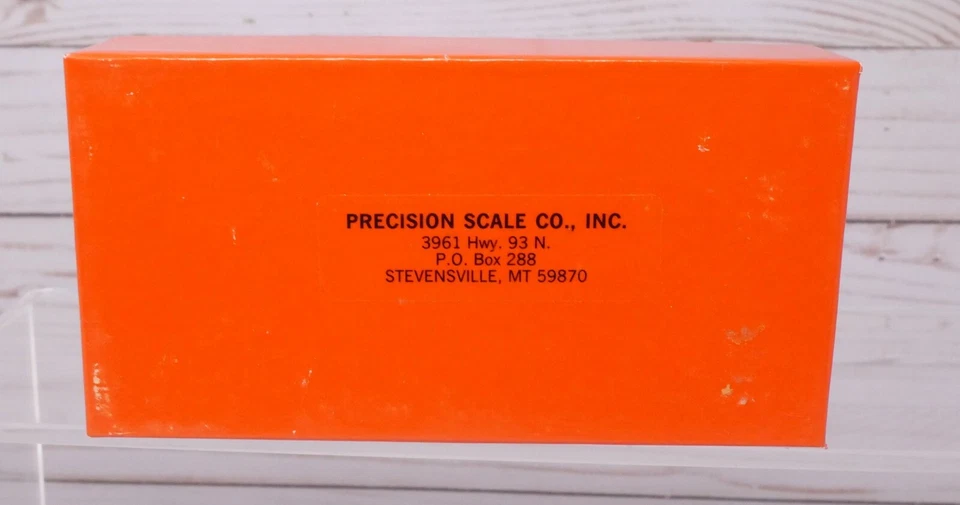 PRECISION SCALE CO., INC.
3961 Hwy. 93 N.
P.O. Box 288
STEVENSVILLE, MT 59870